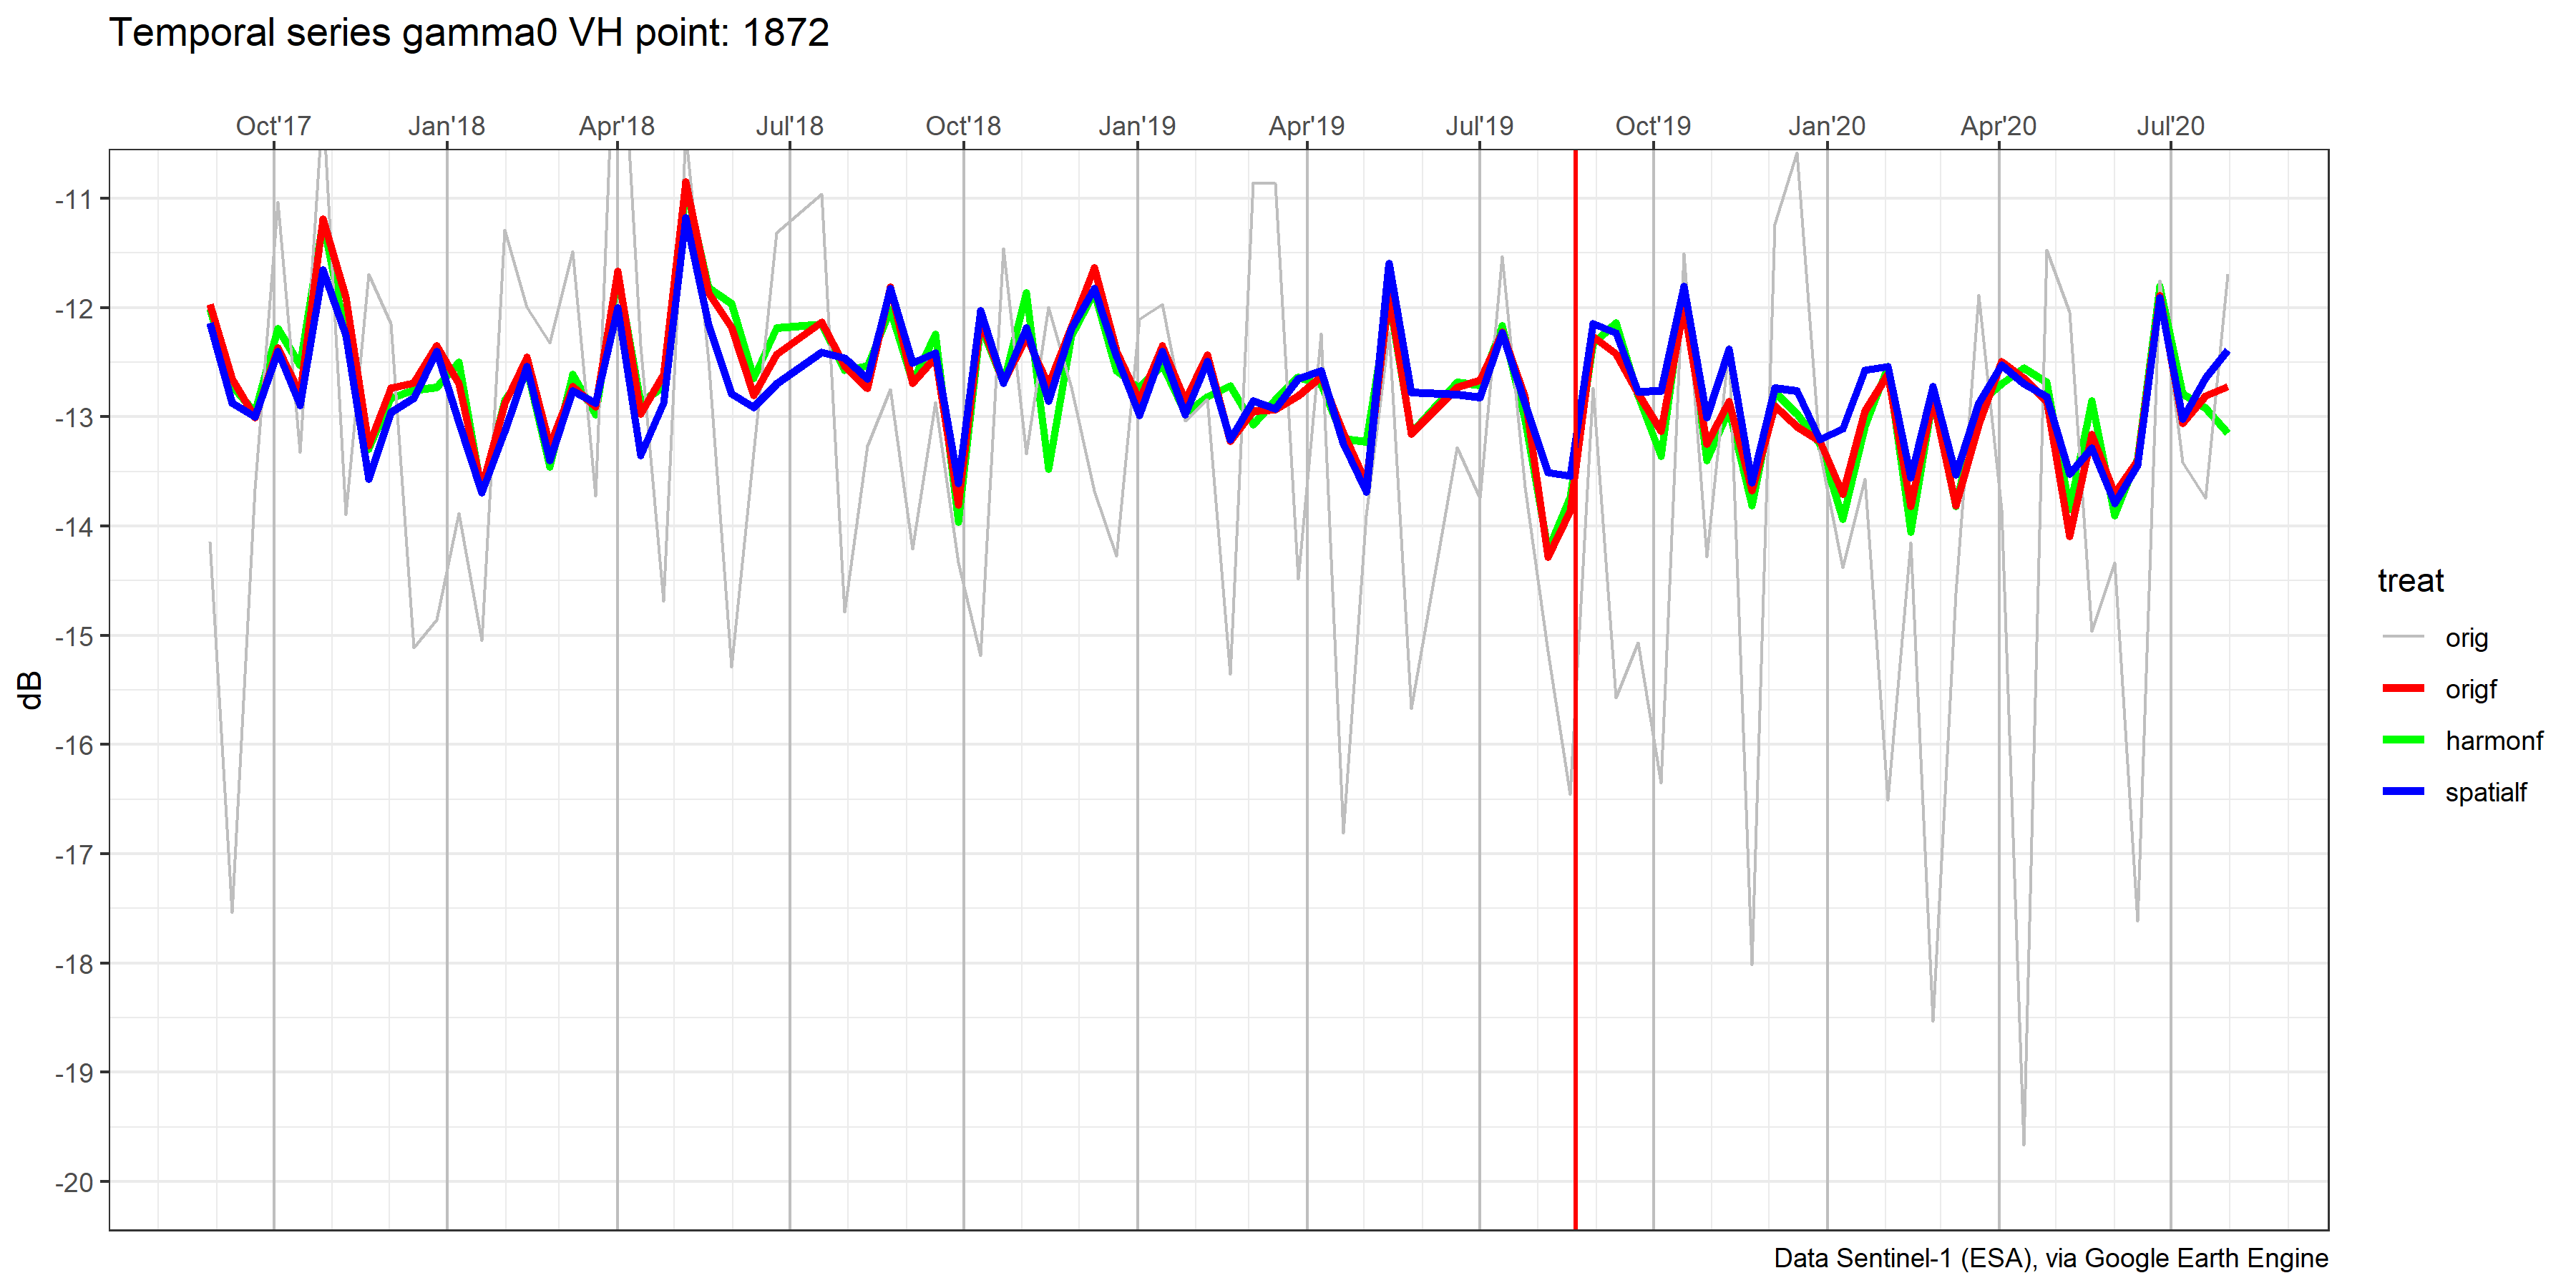 Temporal series gamma0 VH point: 1872
Oct'17 Jan'18 Apr'18 Jul'18 Oct'18 Jan'19 Apr'19 Jul'19 Oct'19 Jan'20 Apr'20 Jul'20
-11
-12
-13
-14
-15
-16
-17
-18
-19
-20
dB
treat
orig
origf
harmonf
spatialf
Data Sentinel-1 (ESA), via Google Earth Engine